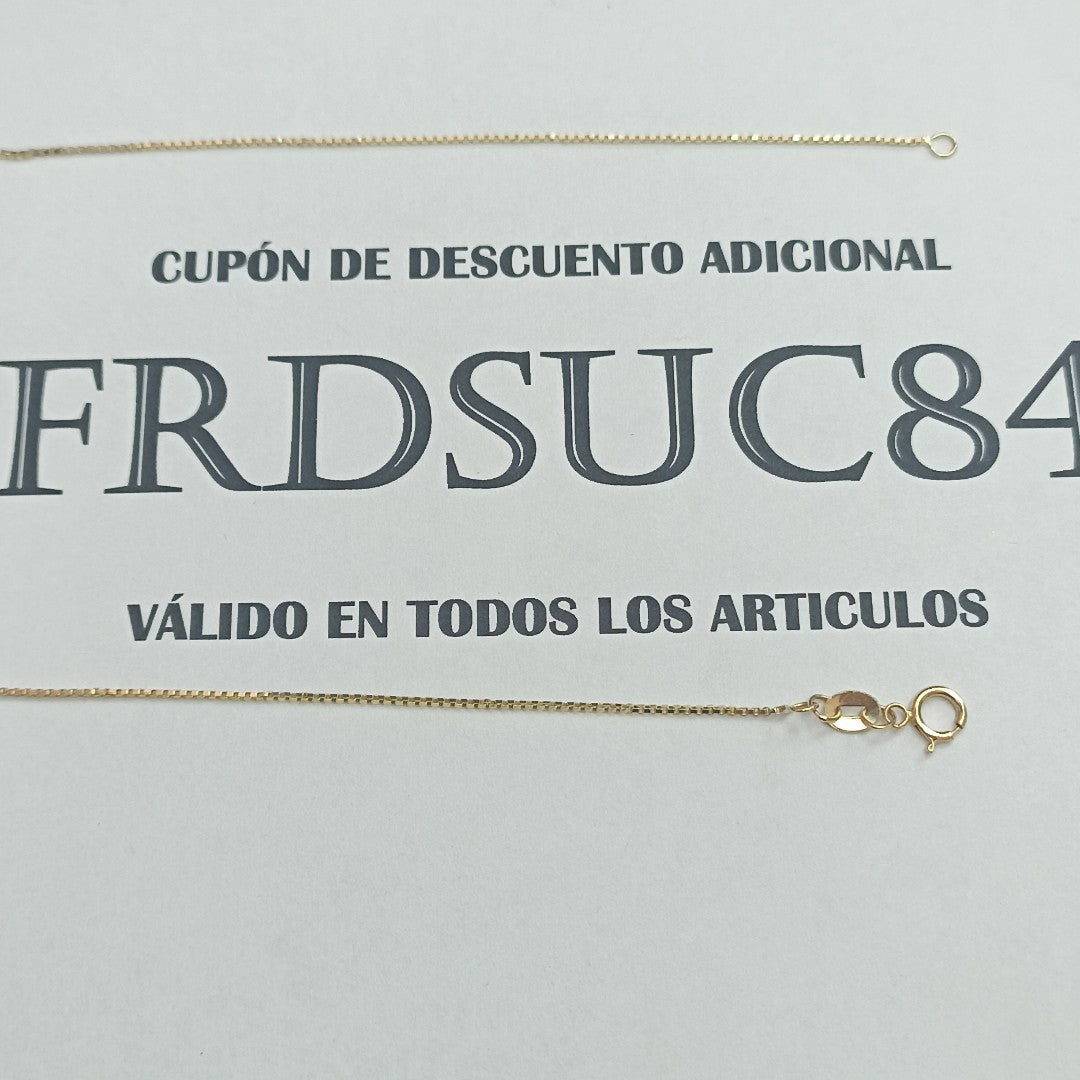 CUPÓN DE DESCUENTO ADICIONAL
FRDSUC84
VÁLIDO EN TODOS LOS ARTICULOS